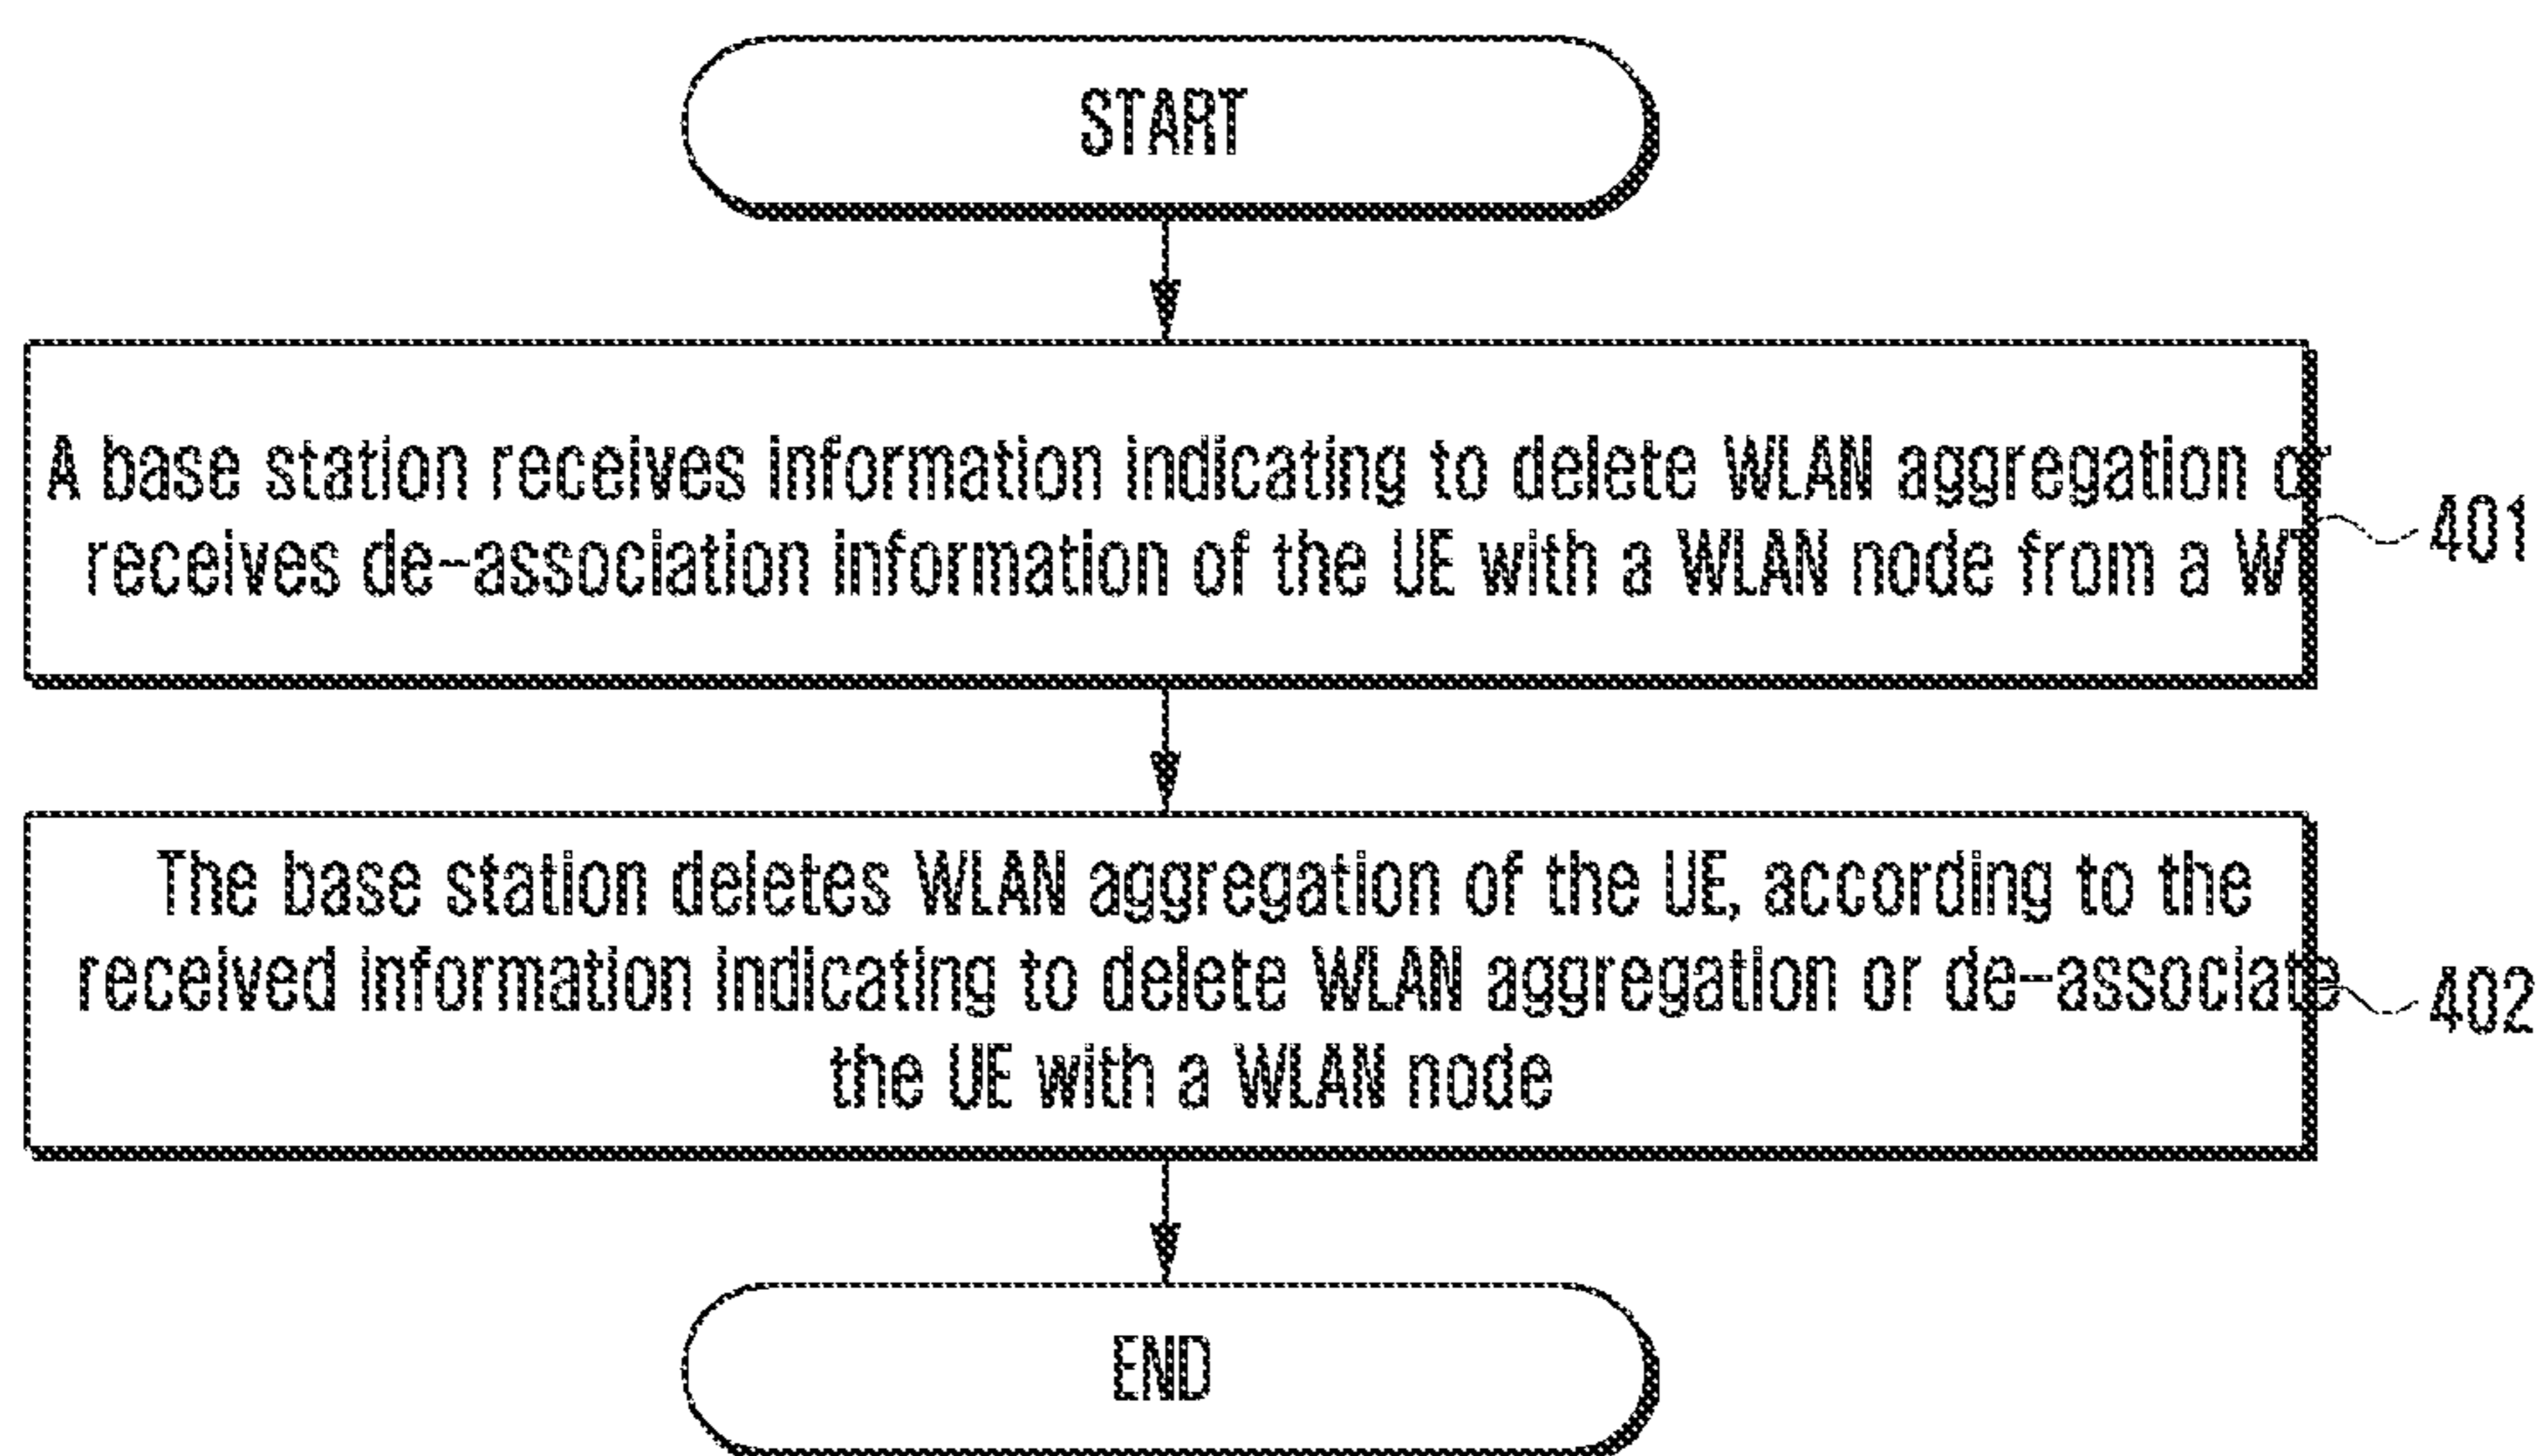 START
A base station receives information indicating to delete WLAN aggregation or
receives de-association information of the UE with a WLAN node from a WT
401
The base station deletes WLAN aggregation of the UE, according to the
received information indicating to delete WLAN aggregation or de-associate
402
the UE with a WLAN node
END